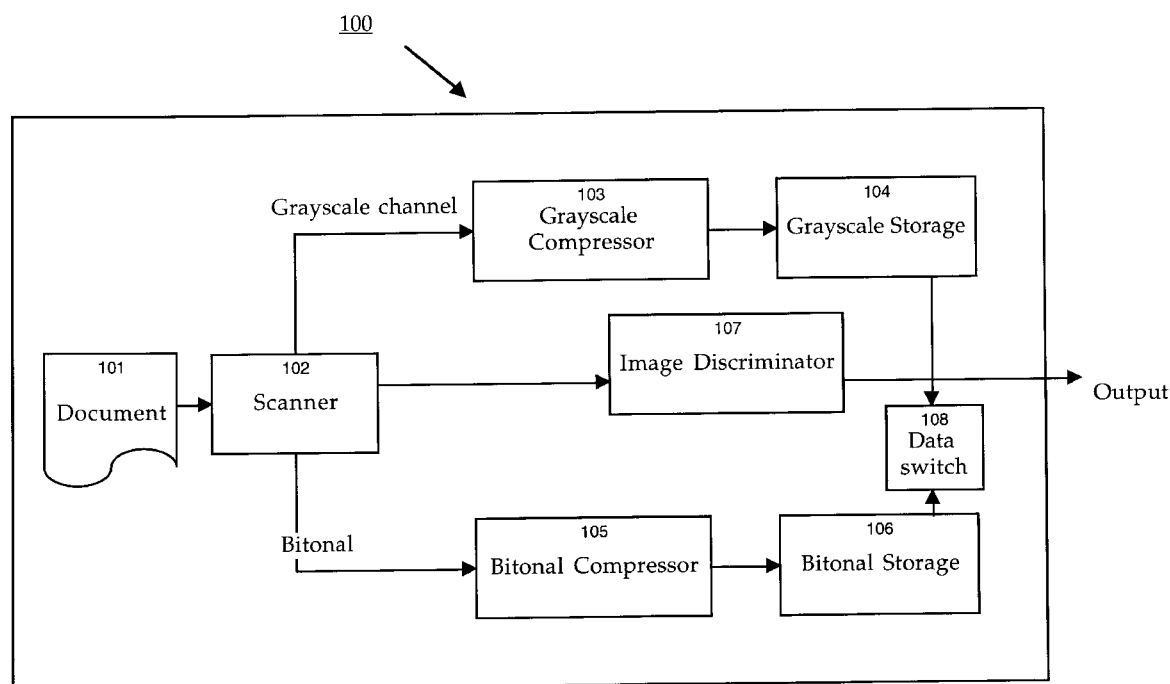 100
Grayscale channel
103
Grayscale
Compressor
104
Grayscale Storage
101
Document
102
Scanner
107
Image Discriminator
Output
108
Data
switch
Bitonal
105
Bitonal Compressor
106
Bitonal Storage